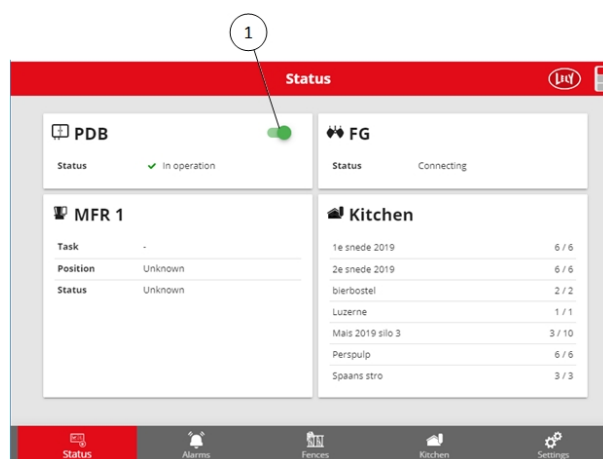 1
Status
LELY
PDB
Status In operation
FG
Status Connecting
MFR 1
Task -
Position Unknown
Status Unknown
Kitchen
1e snede 2019 6 / 6
2e snede 2019 6 / 6
bierbostel 2 / 2
Luzerne 1 / 1
Mais 2019 silo 3 3 / 10
Perspulp 6 / 6
Spaans stro 3 / 3
Status Alarms Fences Kitchen Settings